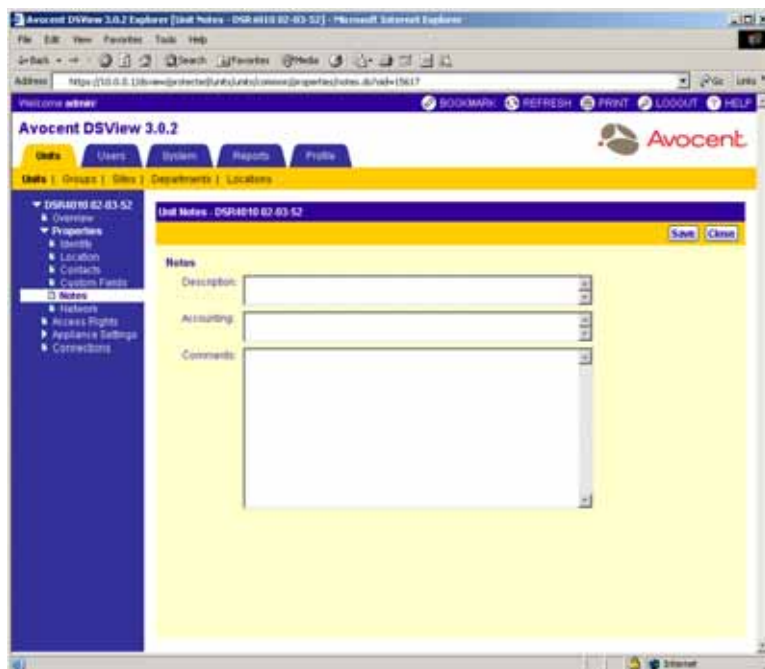 Avocent DSView 3.0.2 Explorer [Unit Notes - DSR4010 02-03-52] - Microsoft Internet Explorer
File Edit View Favorites Tools Help
Back Search Favorites Media
Address Go Links
Welcome admin BOOKMARK REFRESH PRINT LOGOUT HELP
Avocent DSView 3.0.2
Avocent
Units Users System Reports Profile
Units | Groups | Sites | Departments | Locations
DSR4010 02-03-52
Overview
Properties
Identity
Location
Contacts
Custom Fields
Notes
Network
Access Rights
Appliance Settings
Connections
Unit Notes - DSR4010 02-03-52
Save Close
Notes
Description:
Accounting:
Comments:
Internet